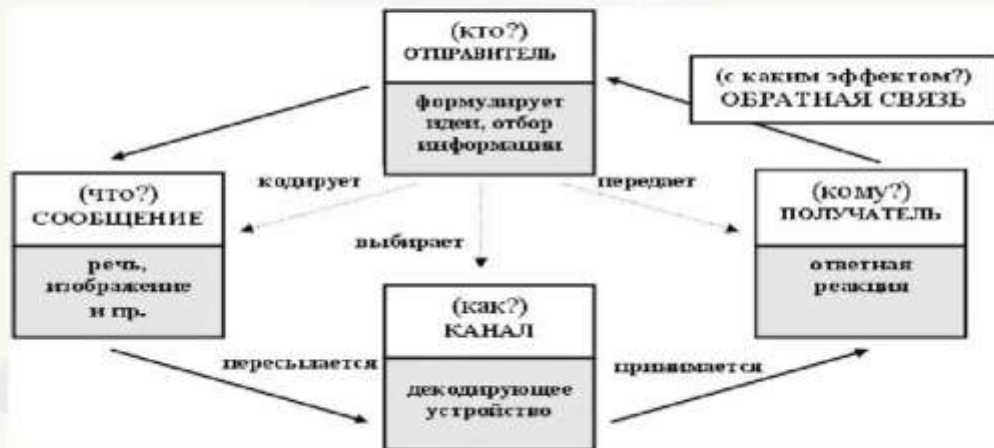 (кто?)
ОТПРАВИТЕЛЬ
формулирует
идеи, отбор
информации
(с каким эффектом?)
ОБРАТНАЯ СВЯЗЬ
кодирует
передает
(что?)
СООБЩЕНИЕ
речь,
изображение
и пр.
выбирает
(кому?)
ПОЛУЧАТЕЛЬ
ответная
реакция
(как?)
КАНАЛ
декодирующее
устройство
пересылается
принимается